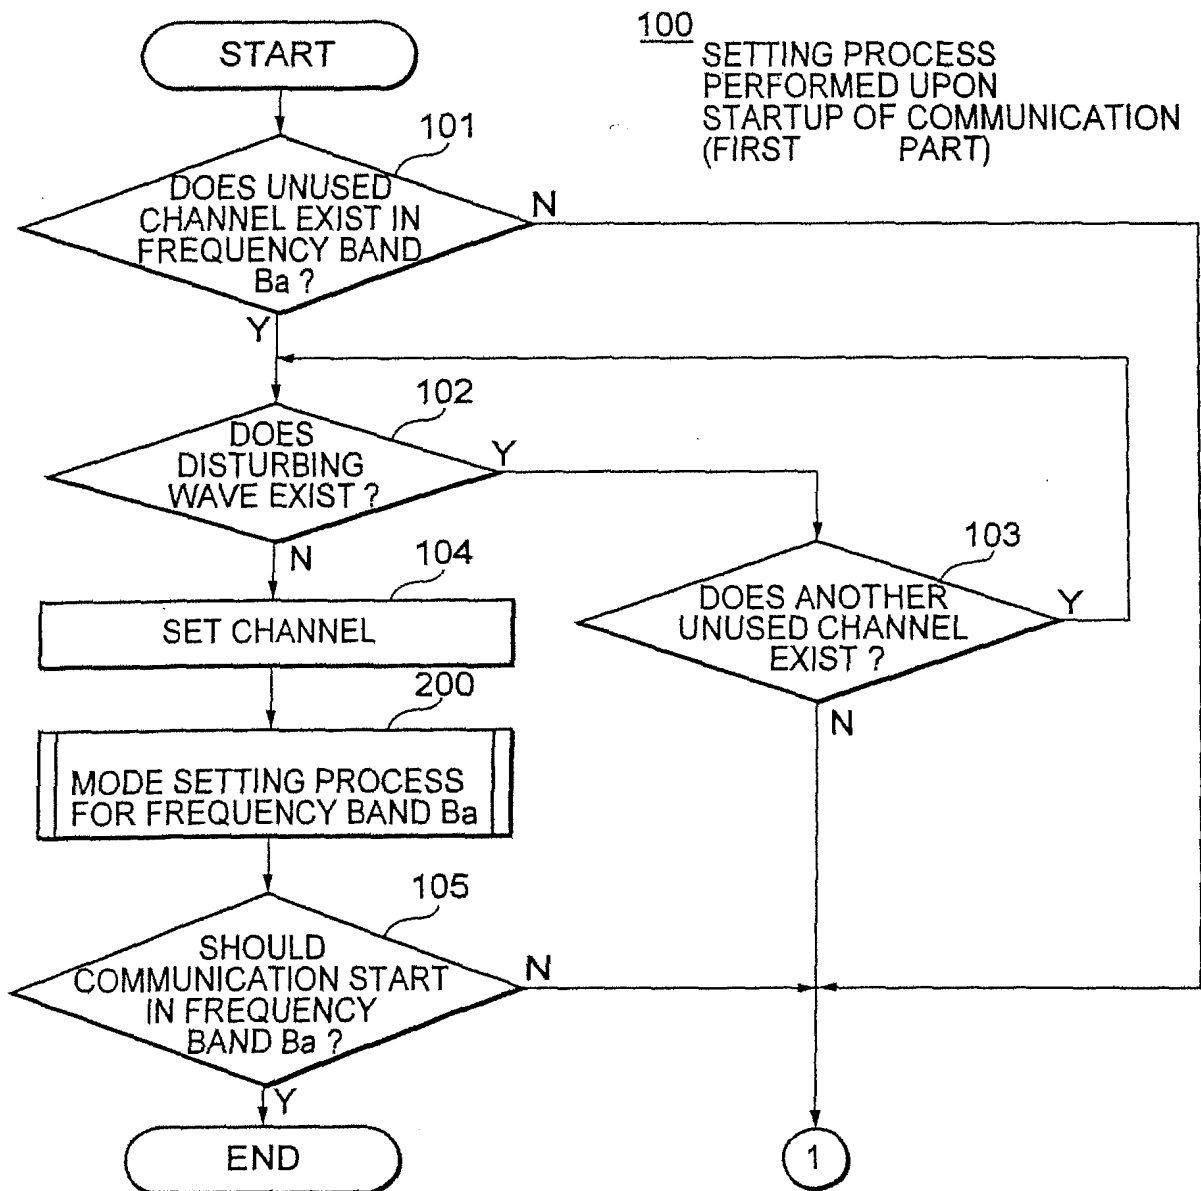 START
100
SETTING PROCESS
PERFORMED UPON
STARTUP OF COMMUNICATION
(FIRST PART)
101
DOES UNUSED
CHANNEL EXIST IN
FREQUENCY BAND
Ba ?
N
Y
102
DOES
DISTURBING
WAVE EXIST ?
Y
N
103
DOES ANOTHER
UNUSED CHANNEL
EXIST ?
Y
N
104
SET CHANNEL
200
MODE SETTING PROCESS
FOR FREQUENCY BAND Ba
105
SHOULD
COMMUNICATION START
IN FREQUENCY
BAND Ba ?
N
Y
END
1